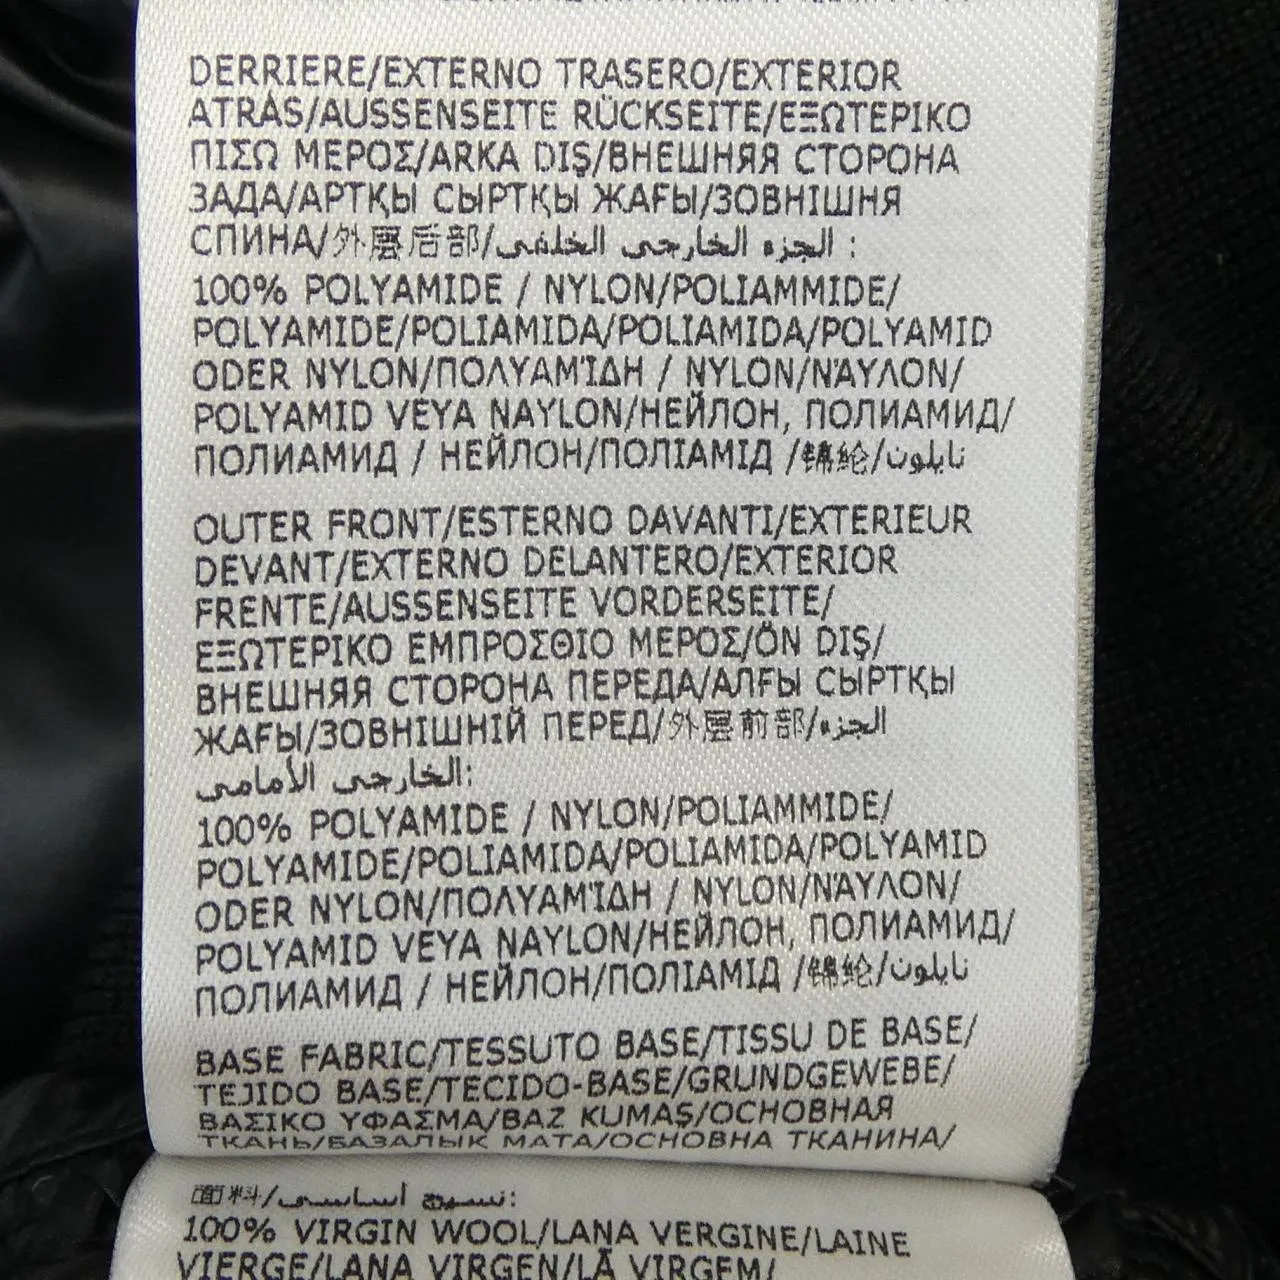 DERRIERE/EXTERNO TRASERO/EXTERIOR
ATRÁS/AUSSENSEITE RÜCKSEITE/ΕΞΩΤΕΡΙΚΟ
ΠΙΣΩ ΜΕΡΟΣ/ARKA DIŞ/ВНЕШНЯЯ СТОРОНА
ЗАДА/АРТҚЫ СЫРТҚЫ ЖАҒЫ/ЗОВНІШНЯ
СПИНА/外層后部/الجزء الخارجي الخلفي :
100% POLYAMIDE / NYLON/POLIAMMIDE/
POLYAMIDE/POLIAMIDA/POLIAMIDA/POLYAMID
ODER NYLON/ΠΟΛΥΑΜΊΔΗ / NYLON/ΝΆΥΛΟΝ/
POLYAMID VEYA NAYLON/НЕЙЛОН, ПОЛИАМИД/
ПОЛИАМИД / НЕЙЛОН/ПОЛІАМІД /锦纶/نايلون
OUTER FRONT/ESTERNO DAVANTI/EXTERIEUR
DEVANT/EXTERNO DELANTERO/EXTERIOR
FRENTE/AUSSENSEITE VORDERSEITE/
ΕΞΩΤΕΡΙΚΟ ΕΜΠΡΟΣΘΙΟ ΜΕΡΟΣ/ÖN DIŞ/
ВНЕШНЯЯ СТОРОНА ПЕРЕДА/АЛҒЫ СЫРТҚЫ
ЖАҒЫ/ЗОВНІШНІЙ ПЕРЕД/外層前部/الجزء
الخارجي الأمامي:
100% POLYAMIDE / NYLON/POLIAMMIDE/
POLYAMIDE/POLIAMIDA/POLIAMIDA/POLYAMID
ODER NYLON/ΠΟΛΥΑΜΊΔΗ / NYLON/ΝΆΥΛΟΝ/
POLYAMID VEYA NAYLON/НЕЙЛОН, ПОЛИАМИД/
ПОЛИАМИД / НЕЙЛОН/ПОЛІАМІД /锦纶/نايلون
BASE FABRIC/TESSUTO BASE/TISSU DE BASE/
TEJIDO BASE/TECIDO-BASE/GRUNDGEWEBE/
ΒΑΣΙΚΟ ΥΦΑΣΜΑ/BAZ KUMAŞ/ОСНОВНАЯ
ТКАНЬ/БАЗАЛЫК МАТА/ОСНОВНА ТКАНИНА/
面料/نسيج أساسي:
100% VIRGIN WOOL/LANA VERGINE/LAINE
VIERGE/LANA VIRGEN/LÃ VIRGEM/